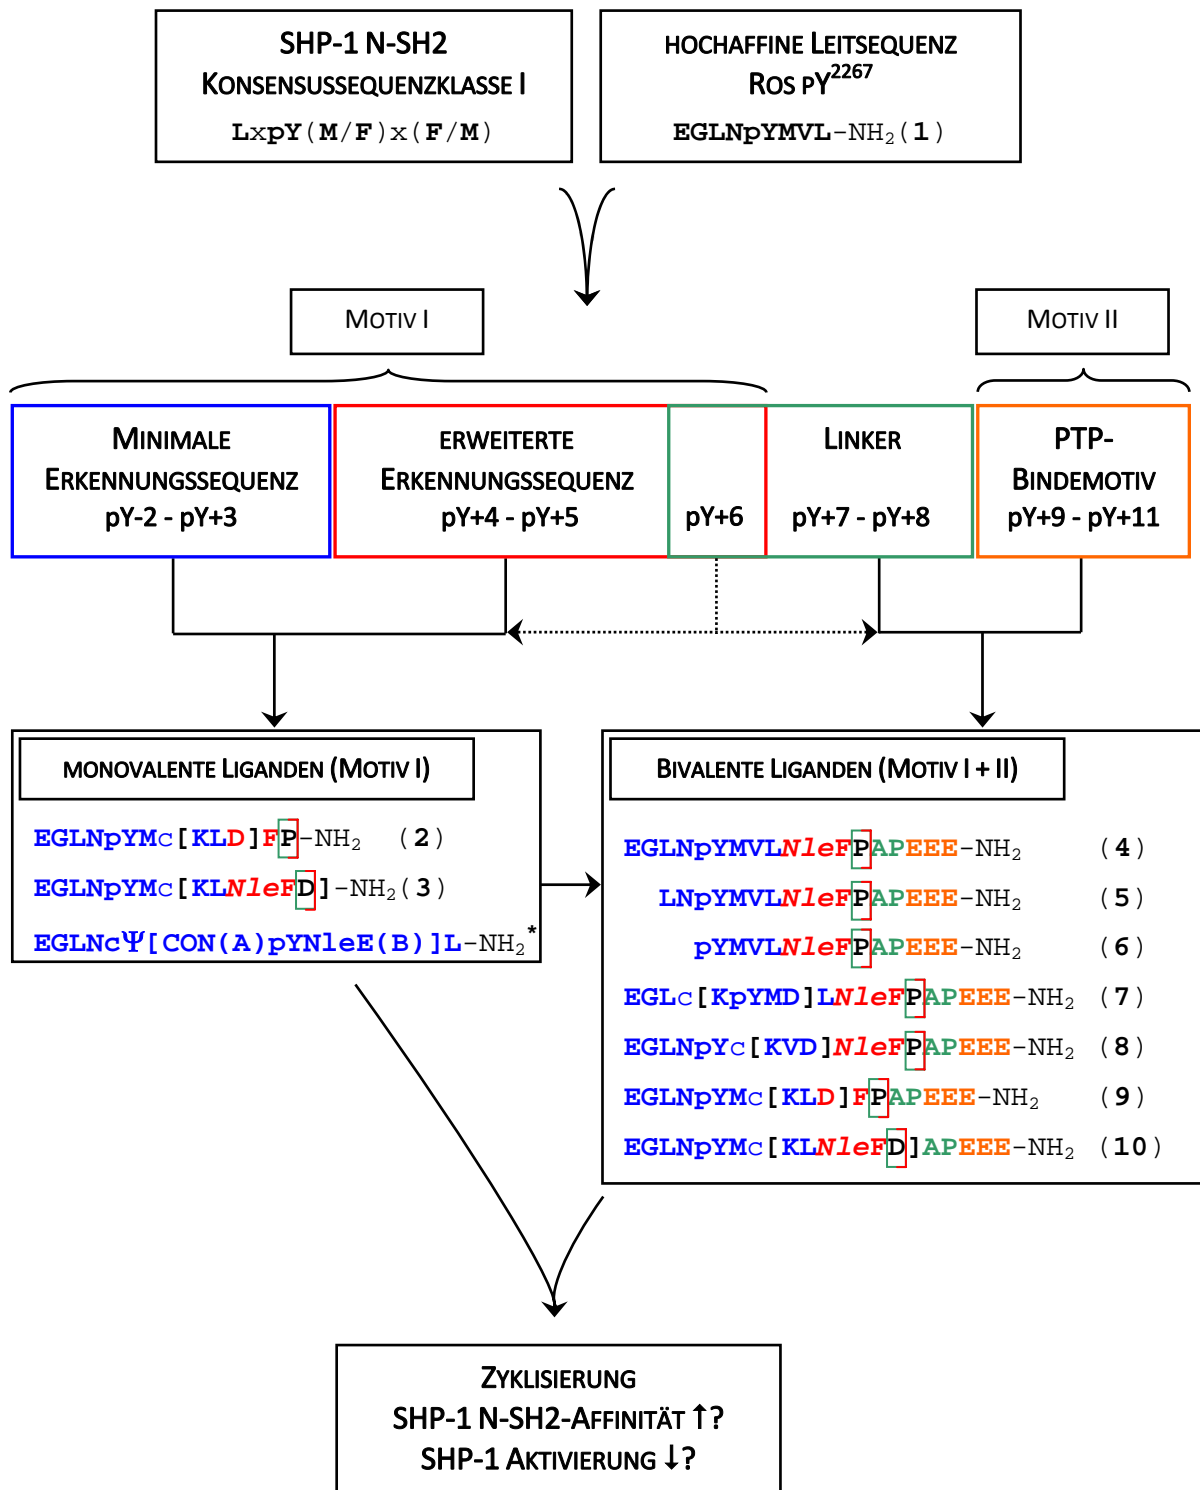 SHP-1 N-SH2
KONSENSUSSEQUENZKLASSE I
LxpY(M/F)x(F/M)
HOCHAFFINE LEITSEQUENZ
ROS PY²²⁶⁷
EGLNpYMVL-NH₂(1)
MOTIV I
MOTIV II
MINIMALE
ERKENNUNGSSEQUENZ
pY-2 - pY+3
ERWEITERTE
ERKENNUNGSSEQUENZ
pY+4 - pY+5
pY+6
LINKER
pY+7 - pY+8
PTP-
BINDEMOTIV
pY+9 - pY+11
MONOVALENTE LIGANDEN (MOTIV I)
EGLNpYMc[KLD]FP-NH₂ (2)
EGLNpYMc[KLNleFD]-NH₂(3)
EGLNcΨ[CON(A)pYNleE(B)]L-NH₂*
BIVALENTE LIGANDEN (MOTIV I + II)
EGLNpYMVLNleFPAPEEE-NH₂ (4)
LNpYMVLNleFPAPEEE-NH₂ (5)
pYMVLNleFPAPEEE-NH₂ (6)
EGLc[KpYMD]LNleFPAPEEE-NH₂ (7)
EGLNpYc[KVD]NleFPAPEEE-NH₂ (8)
EGLNpYMc[KLD]FPAPEEE-NH₂ (9)
EGLNpYMc[KLNleFD]APEEE-NH₂ (10)
ZYKLISIERUNG
SHP-1 N-SH2-AFFINITÄT ↑?
SHP-1 AKTIVIERUNG ↓?